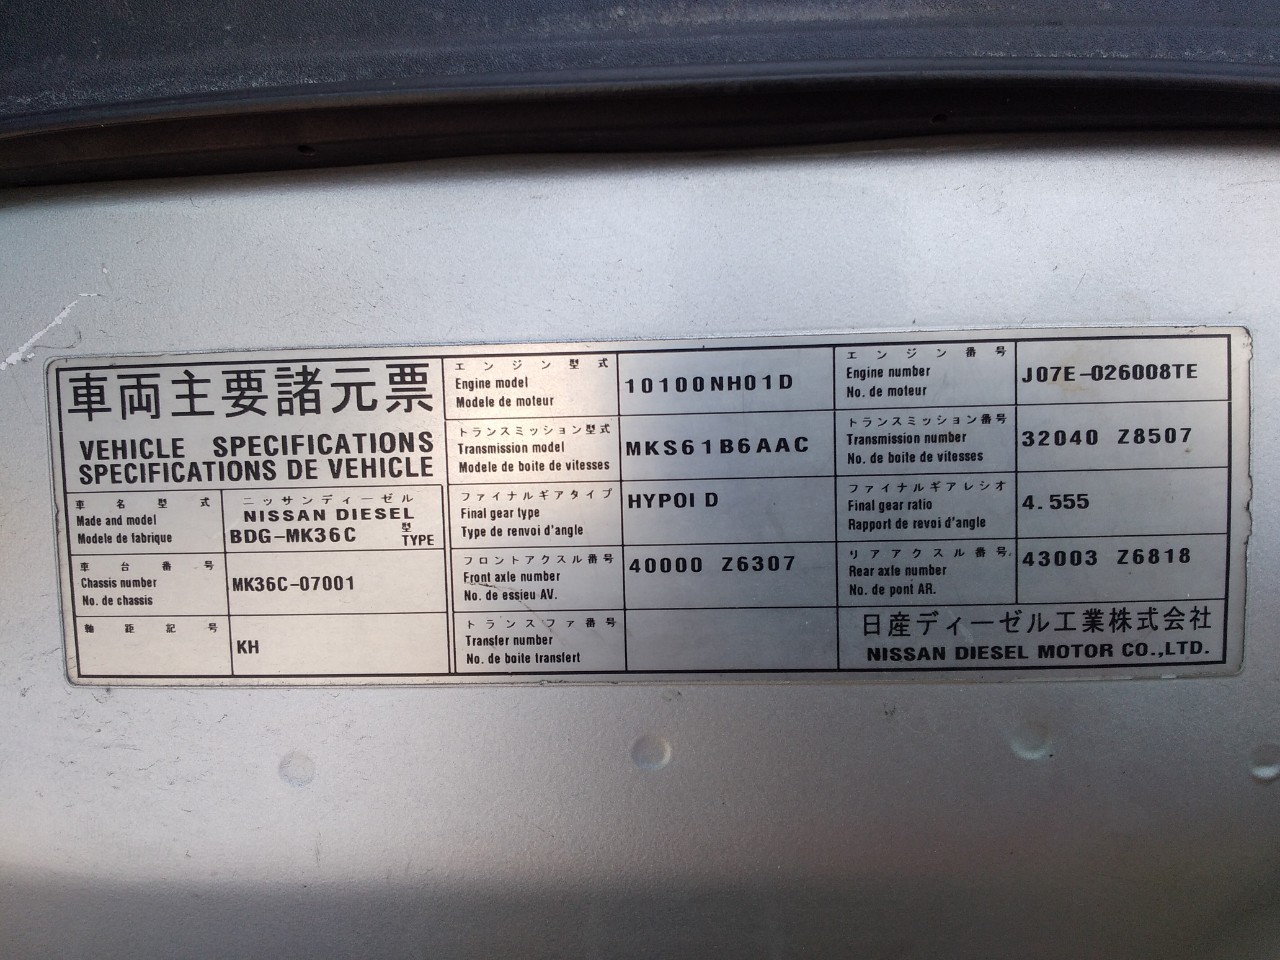 車両主要諸元票
VEHICLE SPECIFICATIONS
SPECIFICATIONS DE VEHICLE
車名型式
Made and model
Modele de fabrique
ニッサンディーゼル
NISSAN DIESEL
BDG-MK36C 型 TYPE
車台番号
Chassis number
No. de chassis
MK36C-07001
軸距記号
KH
エンジン型式
Engine model
Modele de moteur
10100NH01D
トランスミッション型式
Transmission model
Modele de boite de vitesses
MKS61B6AAC
ファイナルギアタイプ
Final gear type
Type de renvoi d'angle
HYPOID
フロントアクスル番号
Front axle number
No. de essieu AV.
40000 Z6307
トランスファ番号
Transfer number
No. de boite transfert
エンジン番号
Engine number
No. de moteur
J07E-026008TE
トランスミッション番号
Transmission number
No. de boite de vitesses
32040 Z8507
ファイナルギアレシオ
Final gear ratio
Rapport de revoi d'angle
4.555
リアアクスル番号.
Rear axle number
No. de pont AR.
43003 Z6818
日産ディーゼル工業株式会社
NISSAN DIESEL MOTOR CO.,LTD.